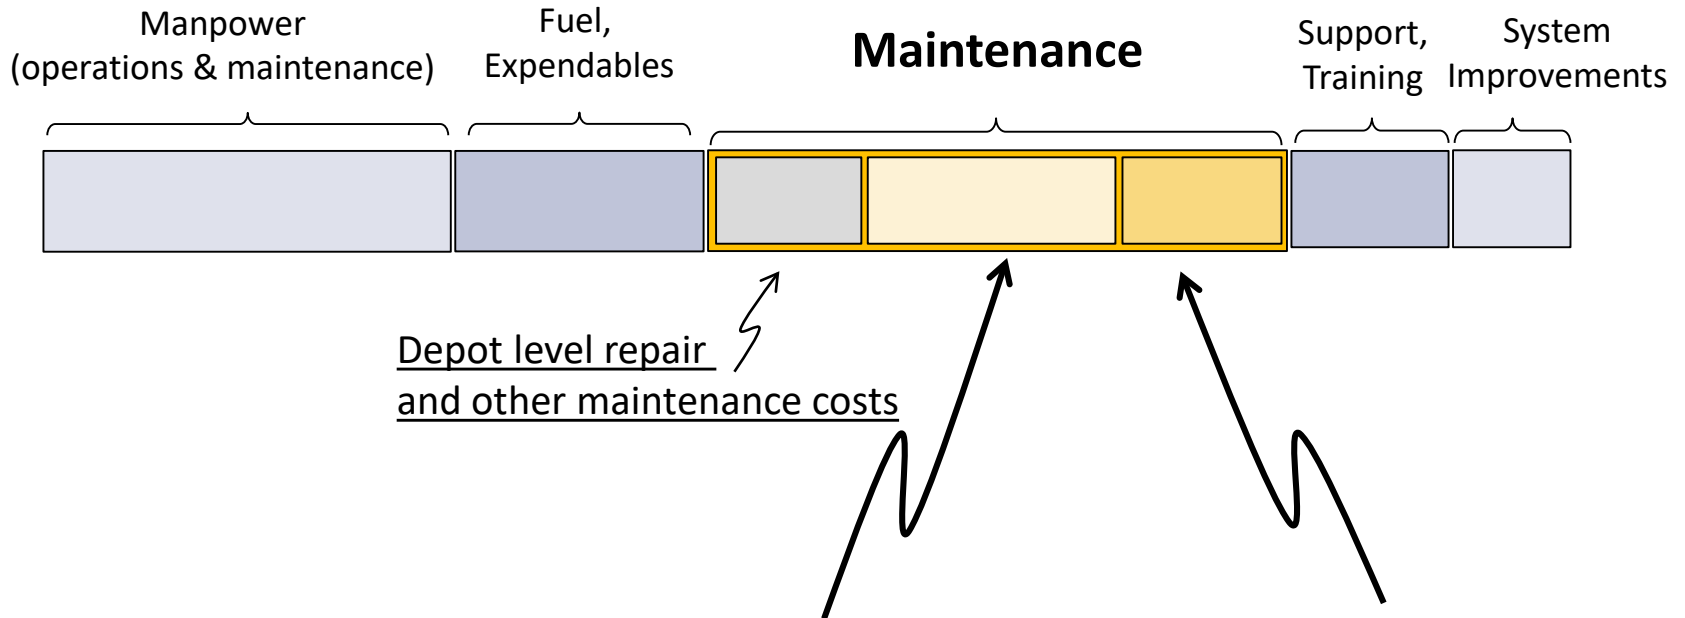 Manpower
(operations & maintenance)
Fuel,
Expendables
Maintenance
Support,
Training
System
Improvements
Depot level repair
and other maintenance costs